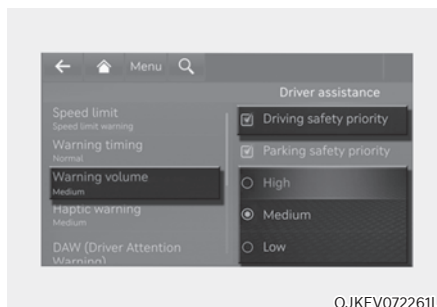 Menu
Driver assistance
Speed limit
Speed limit warning
Warning timing
Normal
Warning volume
Medium
Haptic warning
Medium
DAW (Driver Attention
Warning)
Driving safety priority
Parking safety priority
High
Medium
Low
OJKEV072261L